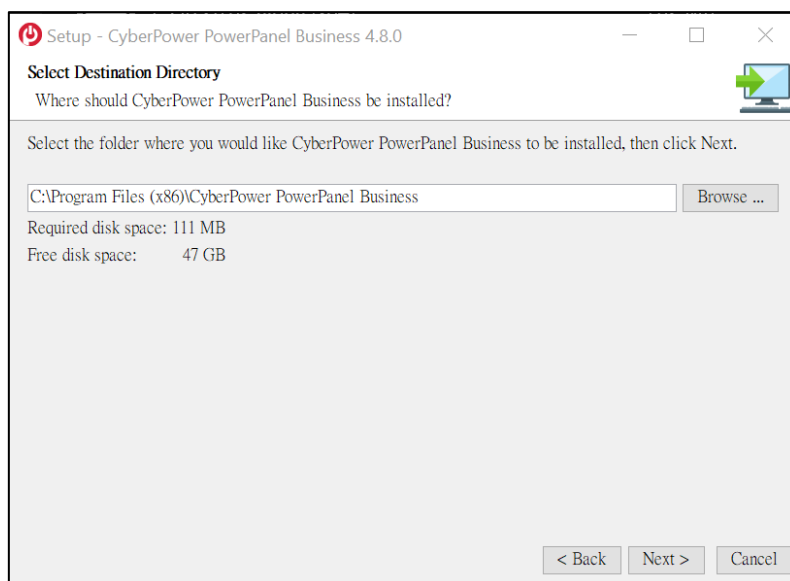 Setup - CyberPower PowerPanel Business 4.8.0
Select Destination Directory
Where should CyberPower PowerPanel Business be installed?
Select the folder where you would like CyberPower PowerPanel Business to be installed, then click Next.
C:\Program Files (x86)\CyberPower PowerPanel Business
Browse ...
Required disk space: 111 MB
Free disk space: 47 GB
< Back Next > Cancel